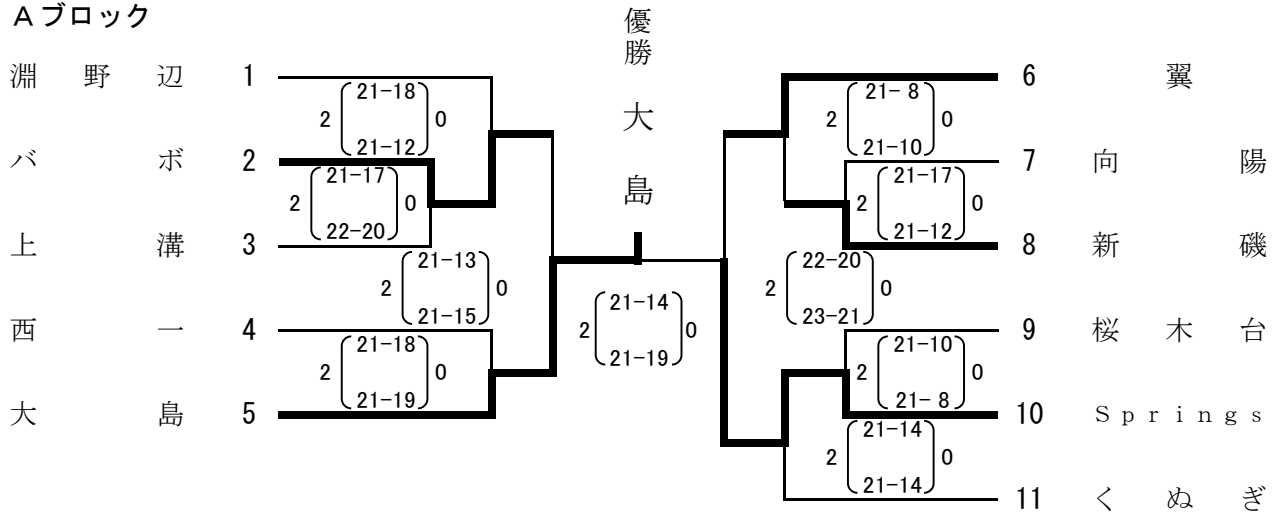 Aブロック
優勝 大島
淵野辺 1
バボ 2
上溝 3
西一 4
大島 5
2 21-18 0
21-12
2 21-17 0
22-20
2 21-13 0
21-15
2 21-18 0
21-19
2 21-14 0
21-19
6 翼
7 向陽
8 新磯
9 桜木台
10 Springs
11 くぬぎ
2 21- 8 0
21-10
2 21-17 0
21-12
2 22-20 0
23-21
2 21-10 0
21- 8
2 21-14 0
21-14